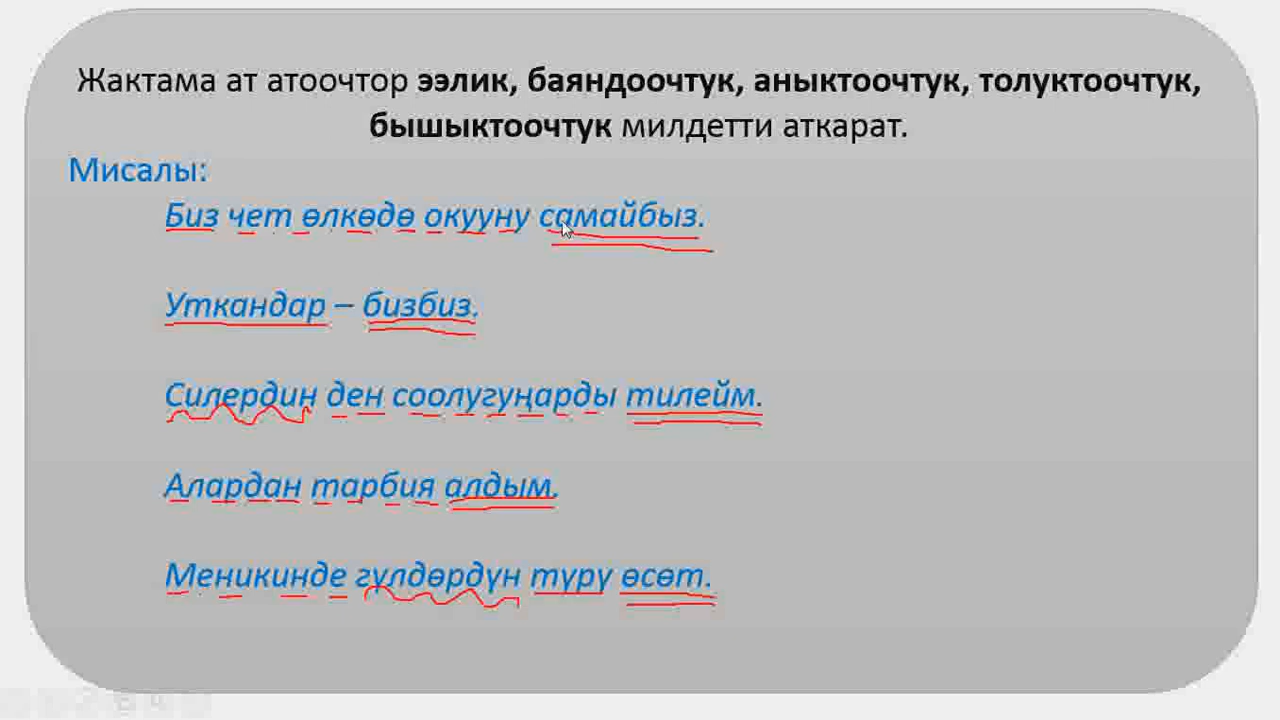 Жактама ат атоочтор ээлик, баяндоочтук, аныктоочтук, толуктоочтук,
бышыктоочтук милдетти аткарат.
Мисалы:
Биз чет өлкөдө окууну самайбыз.
Уткандар – бизбиз.
Силердин ден соолугуңарды тилейм.
Алардан тарбия алдым.
Меникинде гүлдөрдүн түрү өсөт.